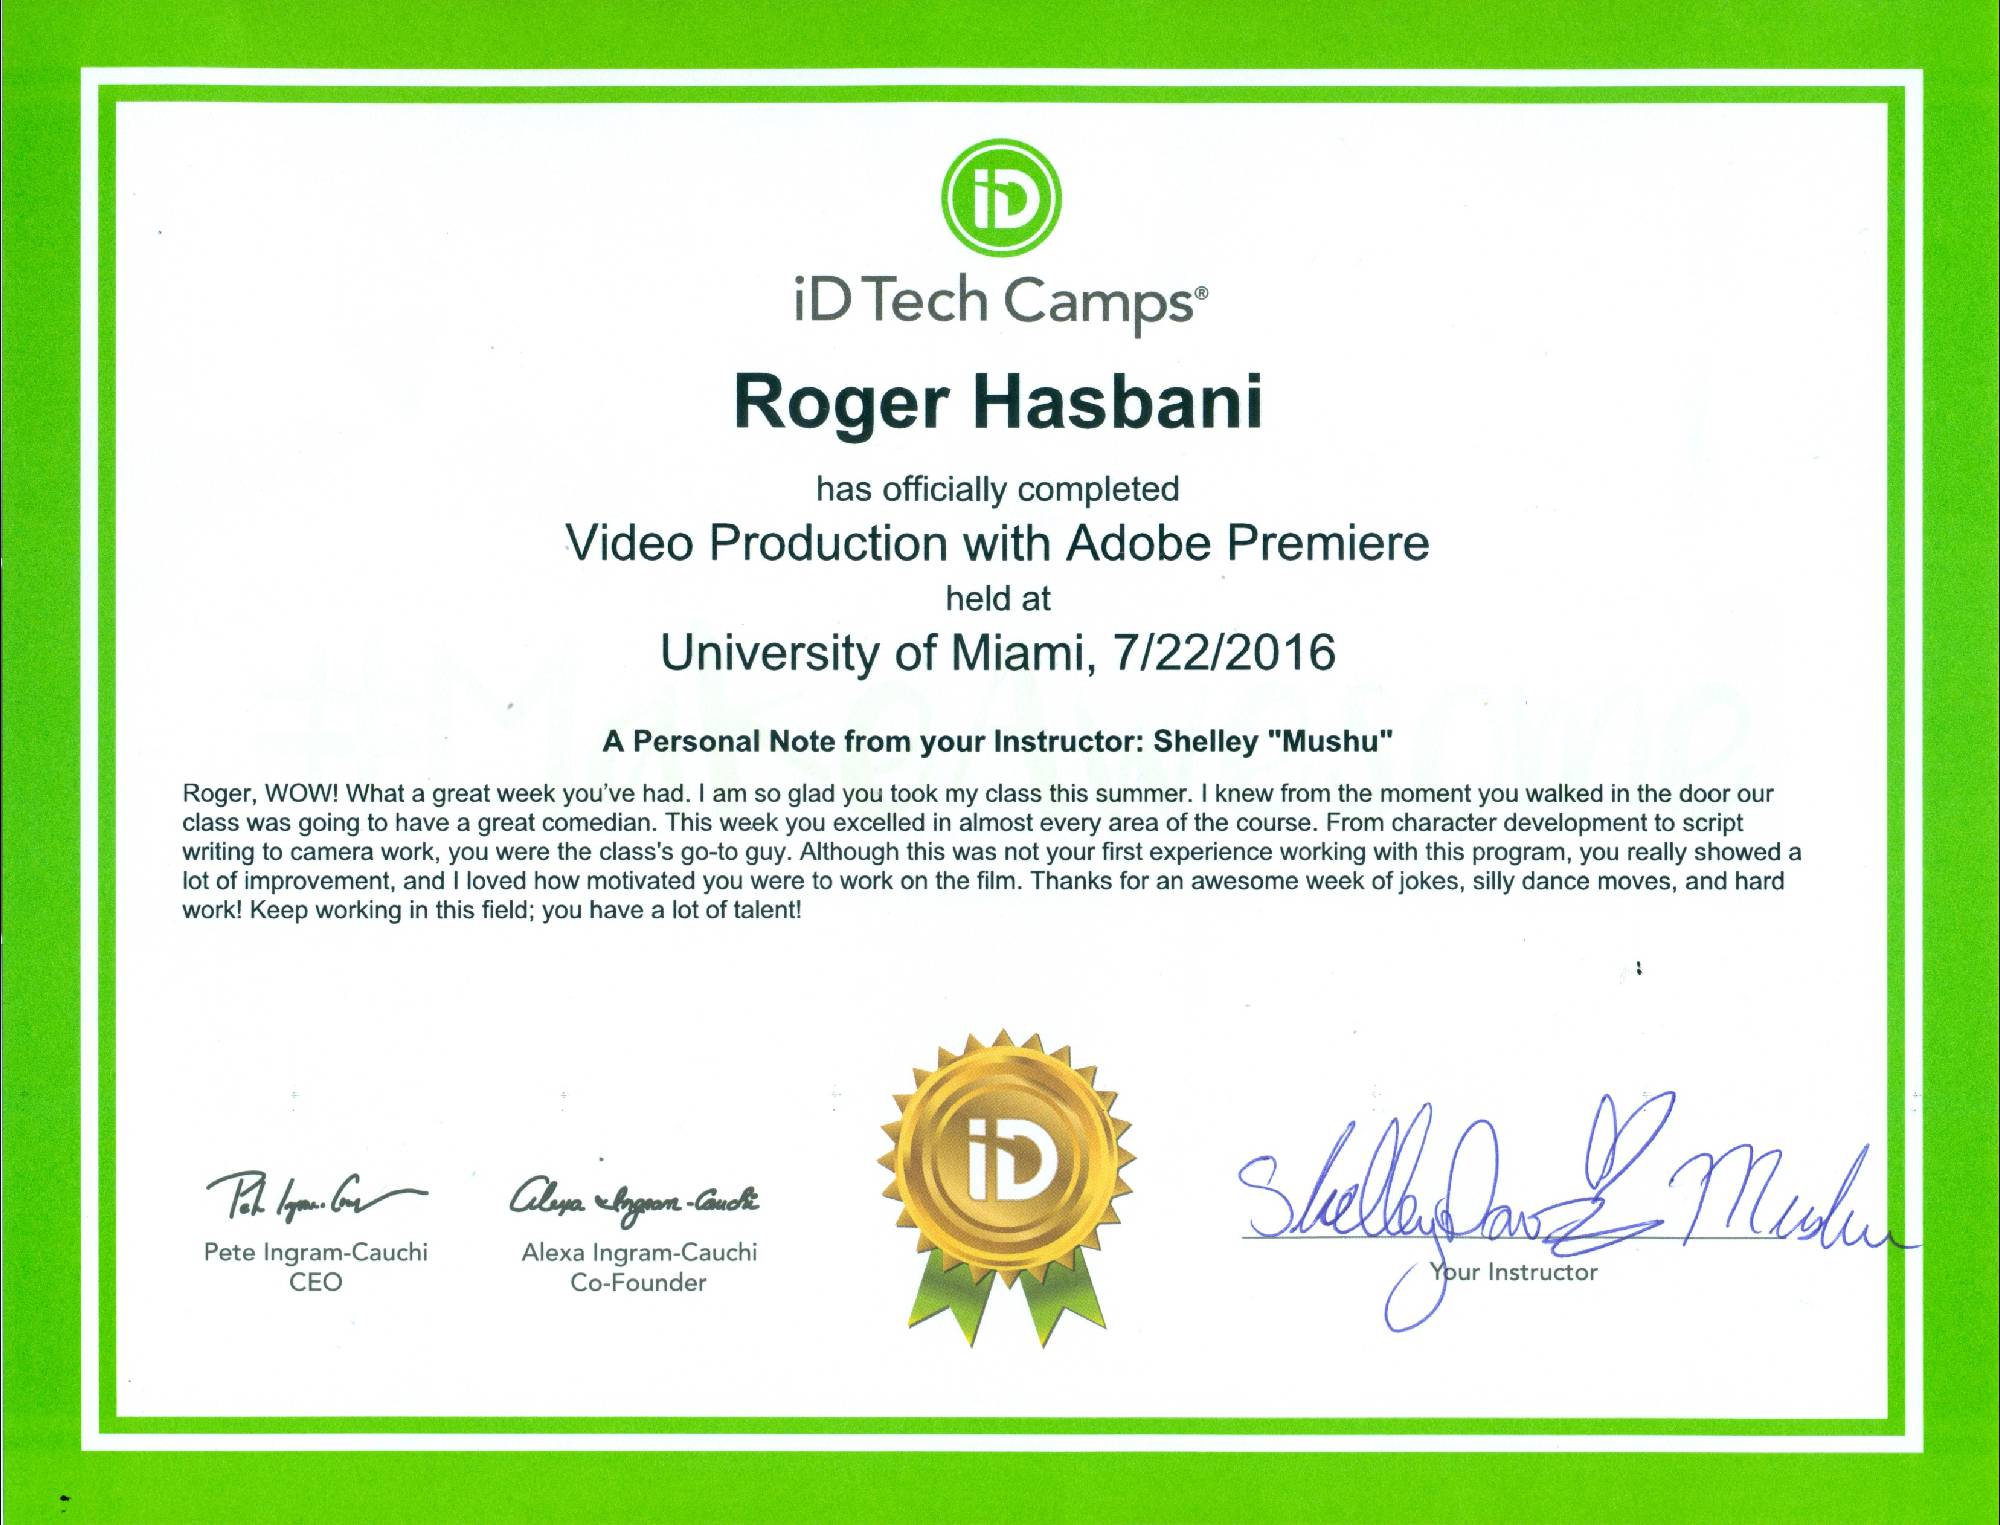 iD
iD Tech Camps®
Roger Hasbani
has officially completed
Video Production with Adobe Premiere
held at
University of Miami, 7/22/2016
A Personal Note from your Instructor: Shelley "Mushu"
Roger, WOW! What a great week you've had. I am so glad you took my class this summer. I knew from the moment you walked in the door our
class was going to have a great comedian. This week you excelled in almost every area of the course. From character development to script
writing to camera work, you were the class's go-to guy. Although this was not your first experience working with this program, you really showed a
lot of improvement, and I loved how motivated you were to work on the film. Thanks for an awesome week of jokes, silly dance moves, and hard
work! Keep working in this field; you have a lot of talent!
iD
Alexa Ingram-Cauchi
Shelley Mushu
Pete Ingram-Cauchi
CEO
Alexa Ingram-Cauchi
Co-Founder
Your Instructor